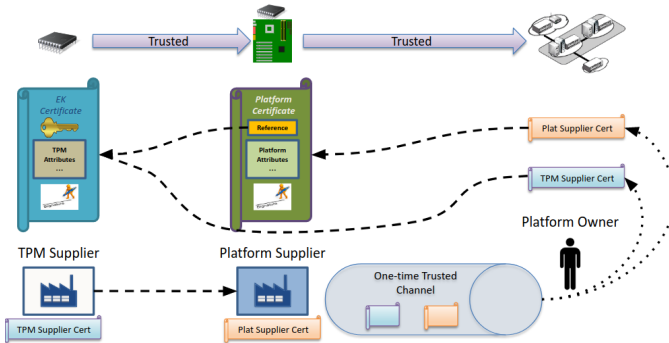 Trusted
Trusted
EK
Certificate
TPM
Attributes
...
Platform
Certificate
Reference
Platform
Attributes
...
Plat Supplier Cert
TPM Supplier Cert
Platform Owner
TPM Supplier
TPM Supplier Cert
Platform Supplier
Plat Supplier Cert
One-time Trusted
Channel